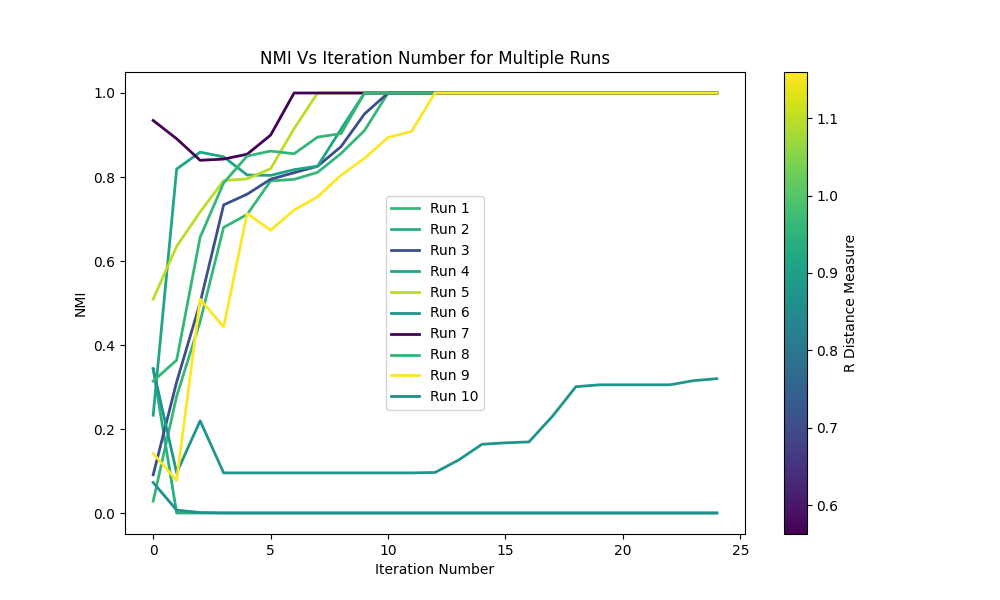 NMI Vs Iteration Number for Multiple Runs
NMI
1.0
0.8
0.6
0.4
0.2
0.0
0
5
10
15
20
25
Iteration Number
Run 1
Run 2
Run 3
Run 4
Run 5
Run 6
Run 7
Run 8
Run 9
Run 10
1.1
1.0
0.9
0.8
0.7
0.6
R Distance Measure